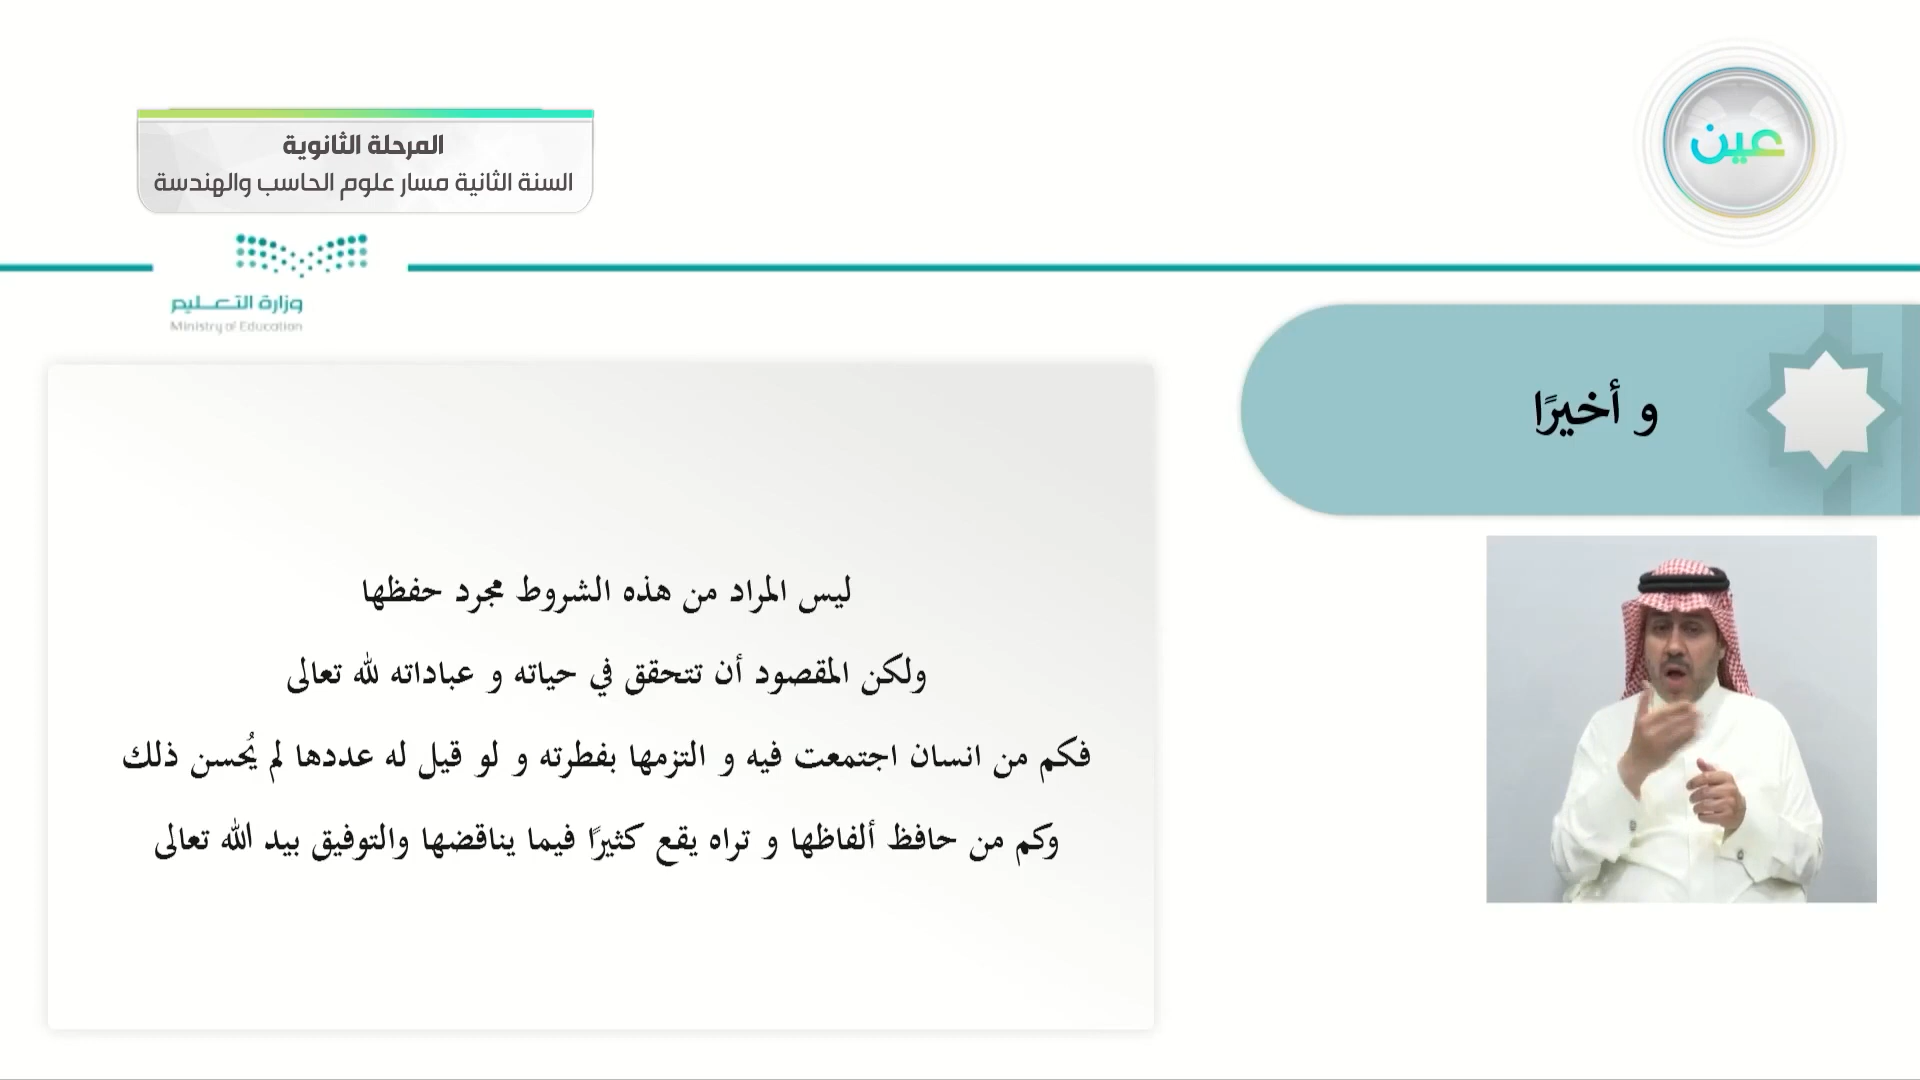 المرحلة الثانوية
السنة الثانية مسار علوم الحاسب والهندسة
عين
وزارة التعليم
Ministry of Education
و أخيرًا
ليس المراد من هذه الشروط مجرد حفظها
ولكن المقصود أن تتحقق في حياته و عباداته لله تعالى
فكم من انسان اجتمعت فيه و التزمها بفطرته و لو قيل له عددها لم يُحسن ذلك
وكم من حافظ ألفاظها و تراه يقع كثيرًا فيما يناقضها والتوفيق بيد الله تعالى